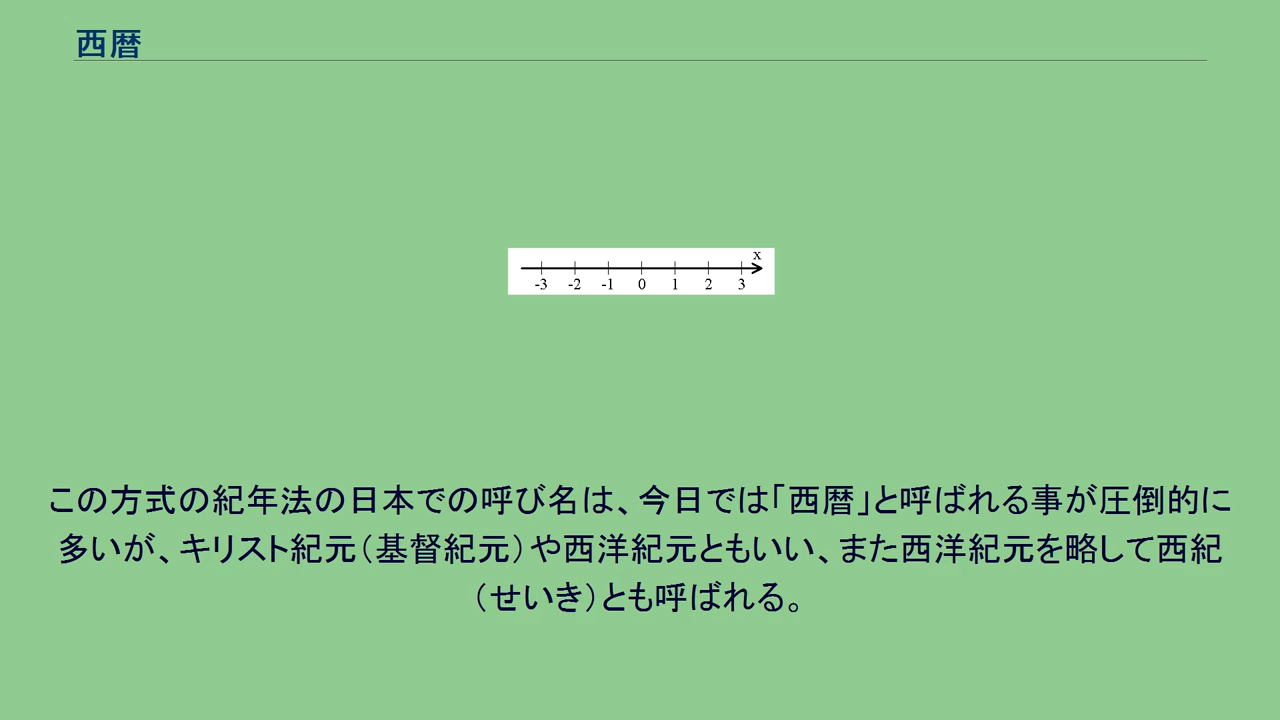 西暦
x
-3 -2 -1 0 1 2 3
この方式の紀年法の日本での呼び名は、今日では「西暦」と呼ばれる事が圧倒的に
多いが、キリスト紀元（基督紀元）や西洋紀元ともいい、また西洋紀元を略して西紀
（せいき）とも呼ばれる。